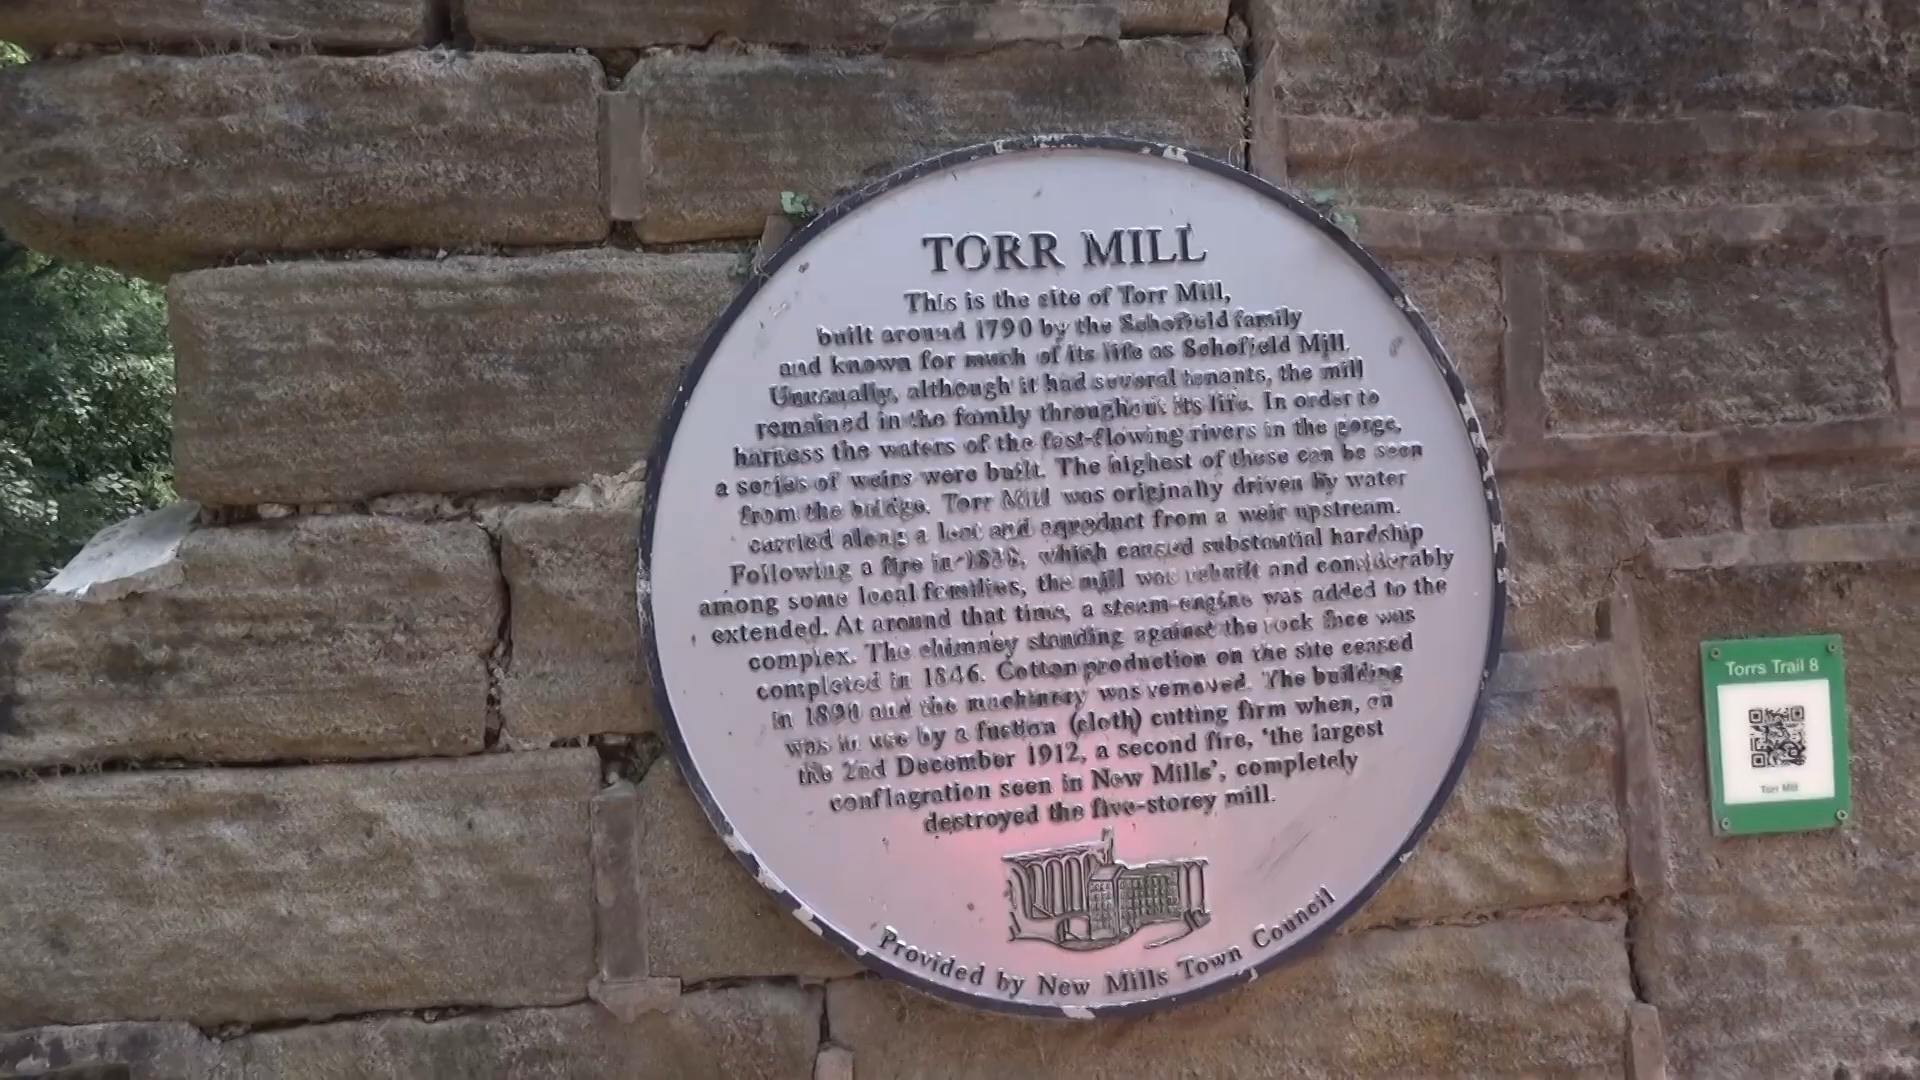 TORR MILL
This is the site of Torr Mill,
built around 1790 by the Schofield family
and known for much of its life as Schofield Mill.
Unusually, although it had several tenants, the mill
remained in the family throughout its life. In order to
harness the waters of the fast-flowing rivers in the gorge,
a series of weirs were built. The highest of these can be seen
from the bridge. Torr Mill was originally driven by water
carried along a leat and aqueduct from a weir upstream.
Following a fire in which caused substantial hardship
among some local families, the mill was rebuilt and considerably
extended. At around that time, a steam-engine was added to the
complex. The chimney standing against the rock face was
completed in 1846. Cotton production on the site ceased
in 1890 and the machinery was removed. The building
was in use by a fustian (cloth) cutting firm when, on
the 2nd December 1912, a second fire, 'the largest
conflagration seen in New Mills', completely
destroyed the five-storey mill.
Provided by New Mills Town Council
Torrs Trail 8
Torr Mill